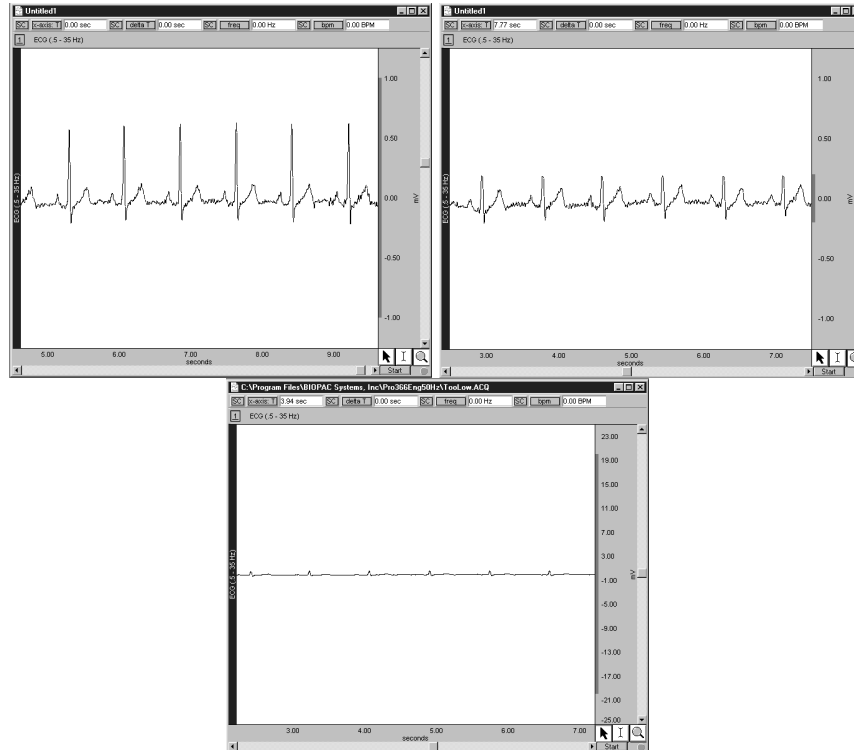 Untitled1
SC x-axis: T 0.00 sec SC delta T 0.00 sec SC freq 0.00 Hz SC bpm 0.00 BPM
1 ECG (.5 - 35 Hz)
ECG (.5 - 35 Hz)
1.00
0.50
0.00
mV
-0.50
-1.00
5.00 6.00 7.00 8.00 9.00
seconds
Start
Untitled1
SC x-axis: T 7.77 sec SC delta T 0.00 sec SC freq 0.00 Hz SC bpm 0.00 BPM
1 ECG (.5 - 35 Hz)
ECG (.5 - 35 Hz)
1.00
0.50
0.00
mV
-0.50
-1.00
3.00 4.00 5.00 6.00 7.00
seconds
Start
C:\Program Files\BIOPAC Systems, Inc\Pro366Eng50Hz\TooLow.ACQ
SC x-axis: T 3.94 sec SC delta T 0.00 sec SC freq 0.00 Hz SC bpm 0.00 BPM
1 ECG (.5 - 35 Hz)
ECG (.5 - 35 Hz)
23.00
19.00
15.00
11.00
7.00
3.00
mV
-1.00
-5.00
-9.00
-13.00
-17.00
-21.00
-25.00
3.00 4.00 5.00 6.00 7.00
seconds
Start